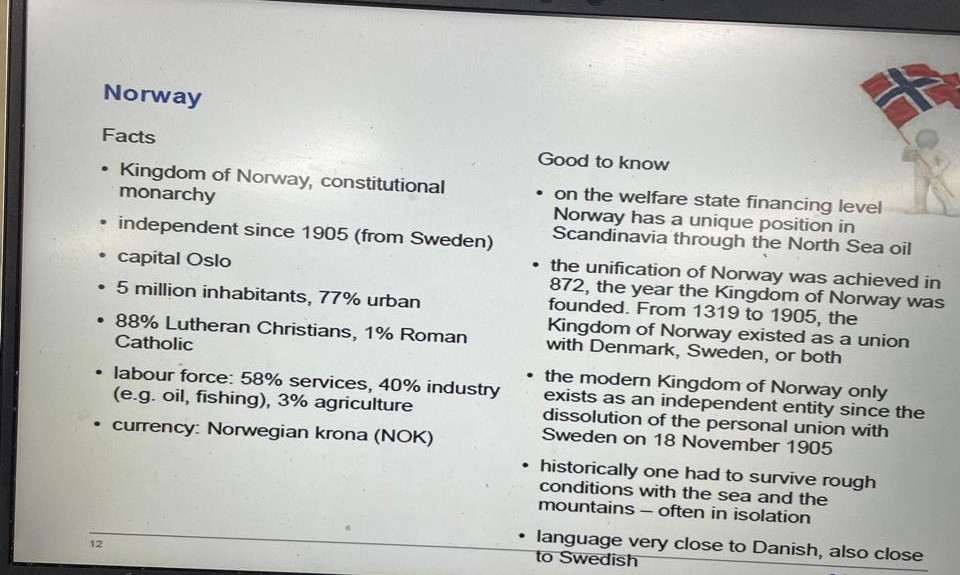 Norway
Facts
• Kingdom of Norway, constitutional
monarchy
• independent since 1905 (from Sweden)
• capital Oslo
• 5 million inhabitants, 77% urban
• 88% Lutheran Christians, 1% Roman
Catholic
• labour force: 58% services, 40% industry
(e.g. oil, fishing), 3% agriculture
• currency: Norwegian krona (NOK)
Good to know
• on the welfare state financing level
Norway has a unique position in
Scandinavia through the North Sea oil
• the unification of Norway was achieved in
872, the year the Kingdom of Norway was
founded. From 1319 to 1905, the
Kingdom of Norway existed as a union
with Denmark, Sweden, or both
• the modern Kingdom of Norway only
exists as an independent entity since the
dissolution of the personal union with
Sweden on 18 November 1905
• historically one had to survive rough
conditions with the sea and the
mountains – often in isolation
• language very close to Danish, also close
to Swedish
12